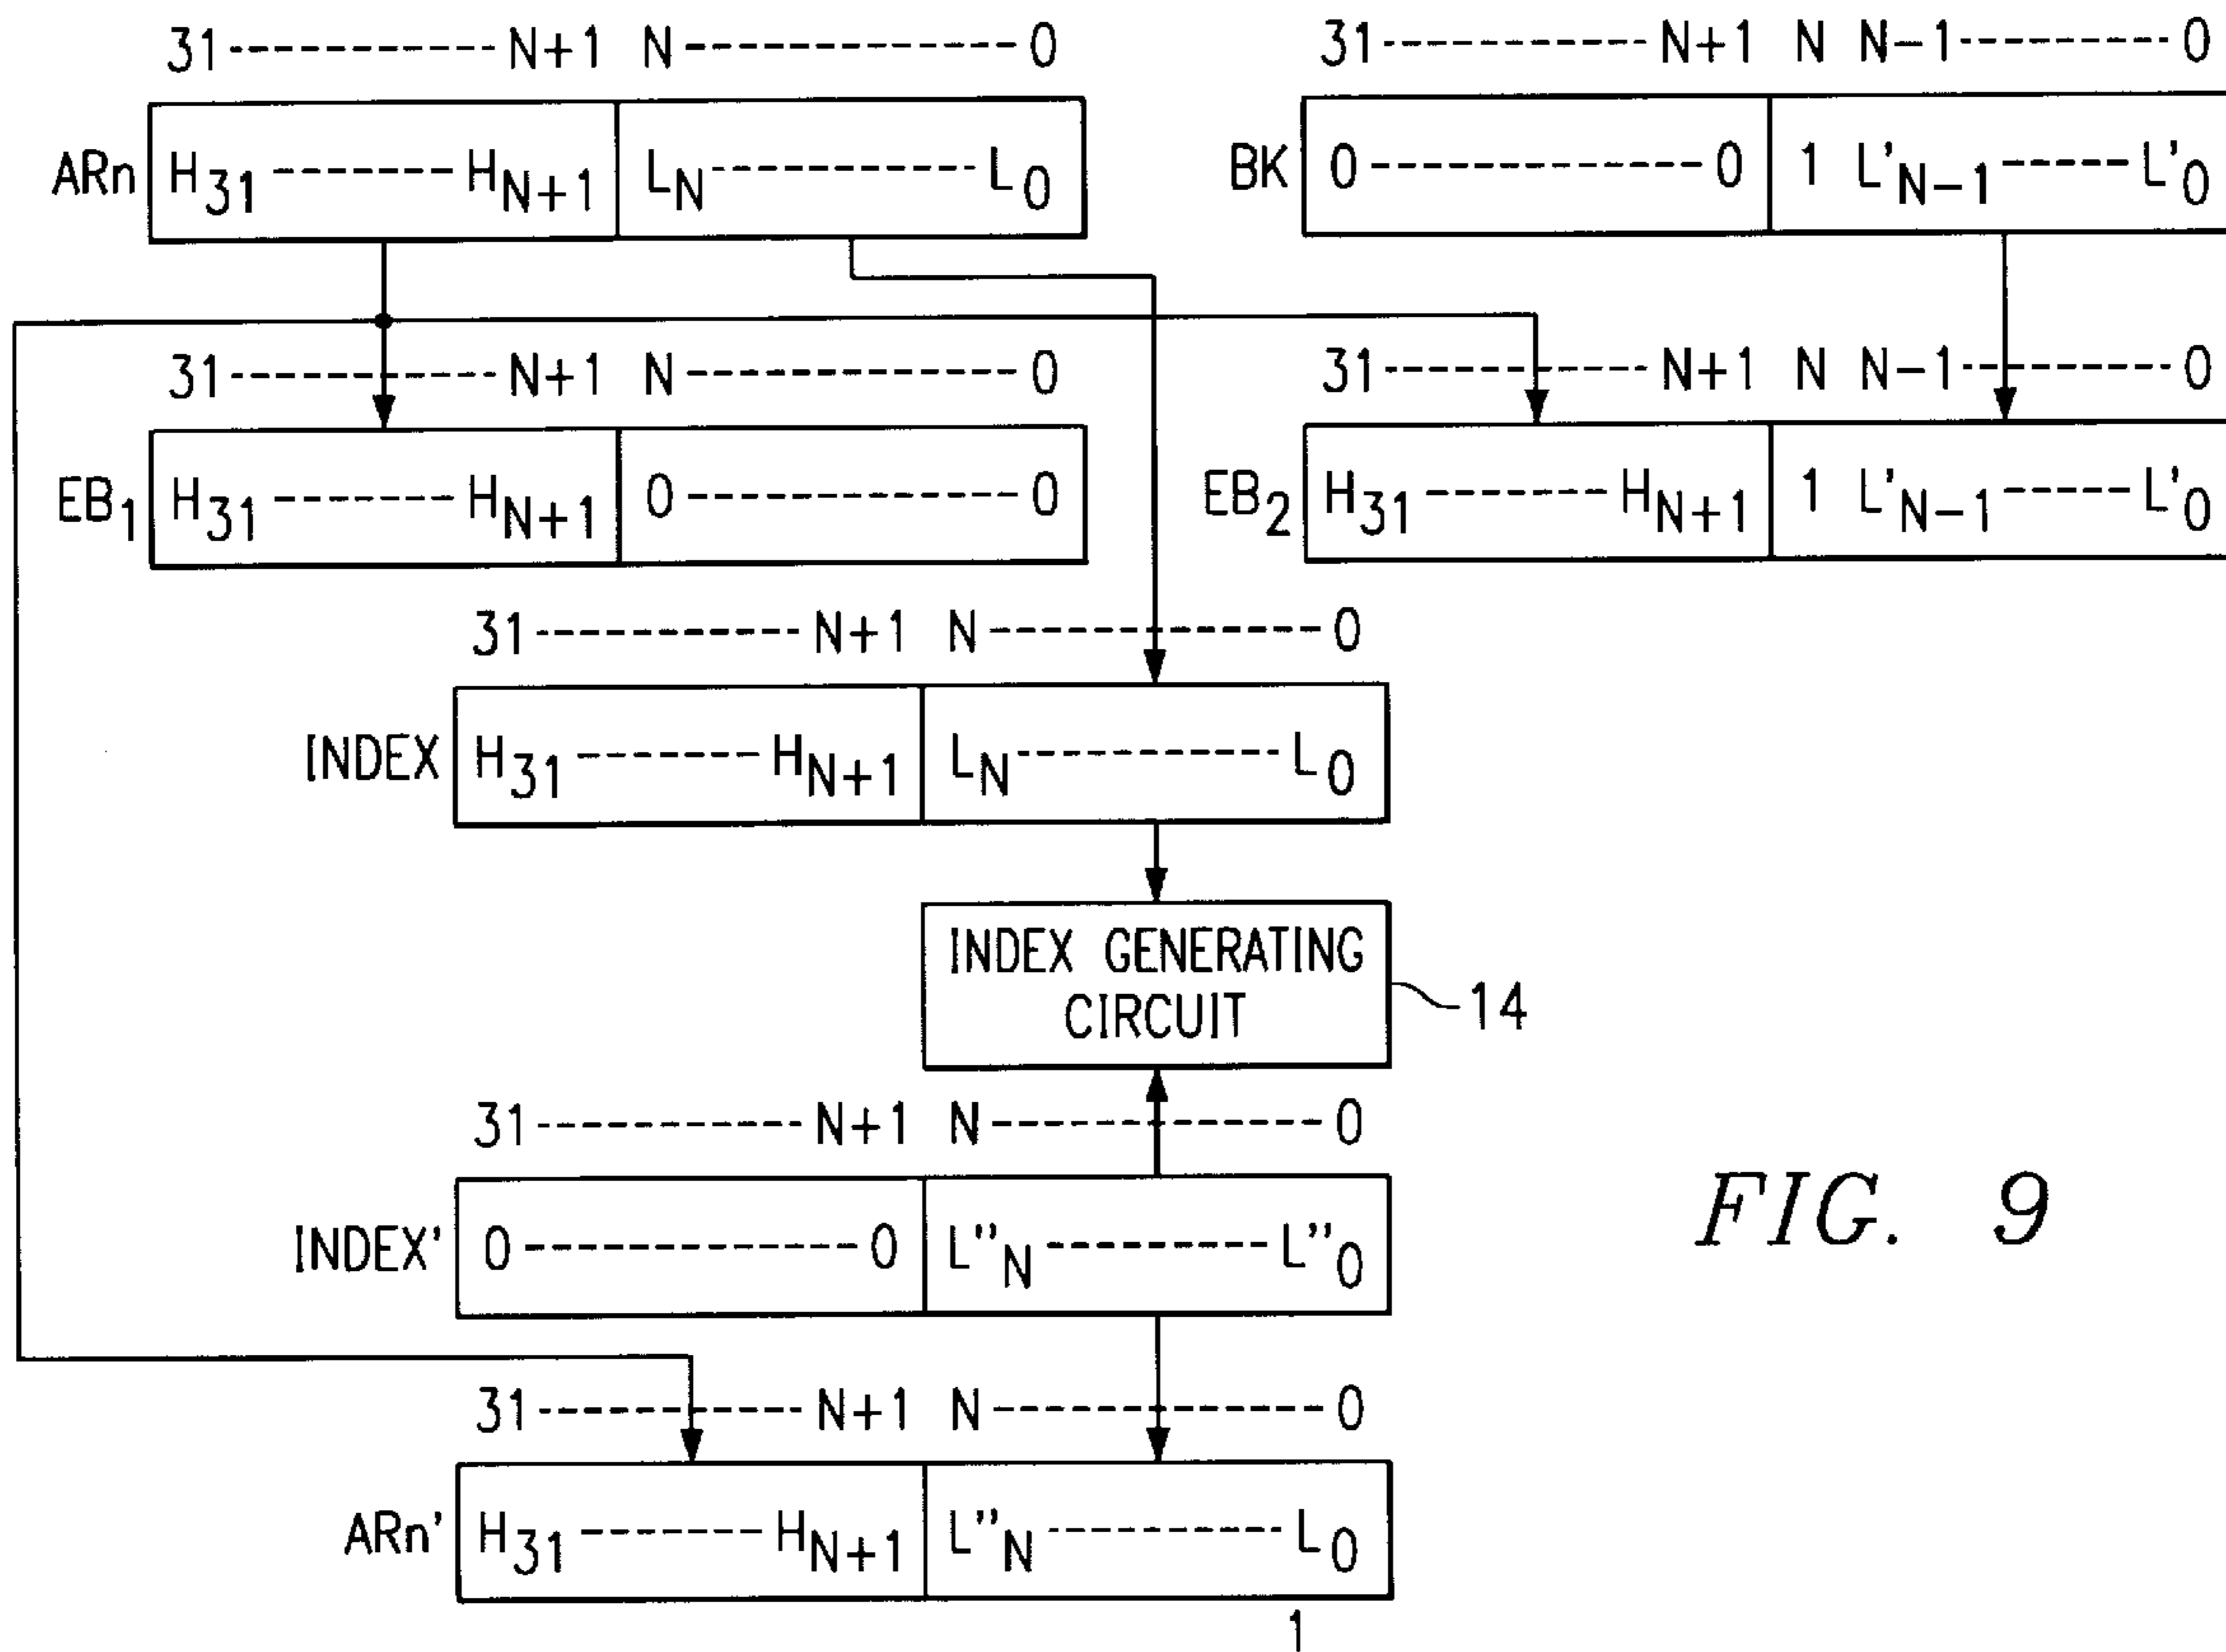 31----------N+1 N-------------0
31----------N+1 N N-1--------0
ARn H31 ------ HN+1 LN----------L0
BK 0-------------0 1 L'N-1-----L'0
31----------N+1 N-------------0
31----------N+1 N N-1--------0
EB1 H31 ------ HN+1 0-------------0
EB2 H31 ------ HN+1 1 L'N-1-----L'0
31----------N+1 N-------------0
INDEX H31 ------ HN+1 LN----------L0
INDEX GENERATING
CIRCUIT
14
31----------N+1 N-------------0
INDEX' 0-------------0 L"N---------L"0
31----------N+1 N-------------0
ARn' H31 ------ HN+1 L"N---------L0
1
FIG. 9